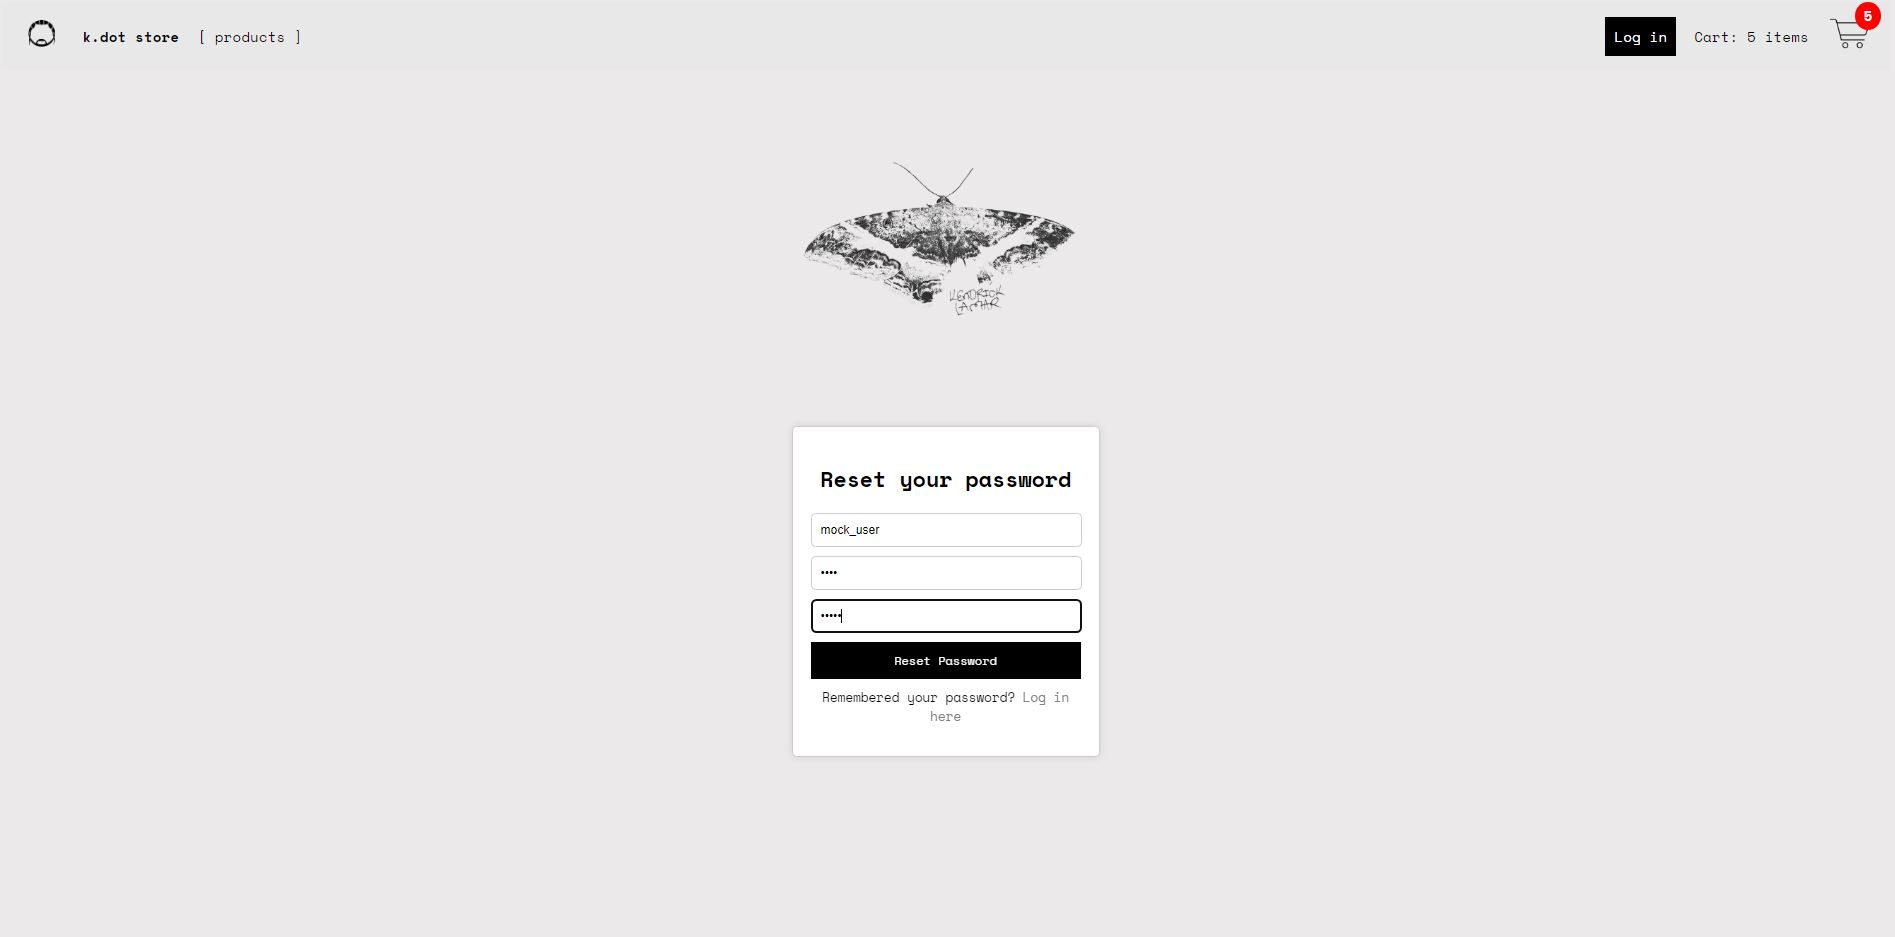 k.dot store [ products ] Log in Cart: 5 items 5
KENDRICK
LAMAR
Reset your password
mock_user
••••
•••••
Reset Password
Remembered your password? Log in
here